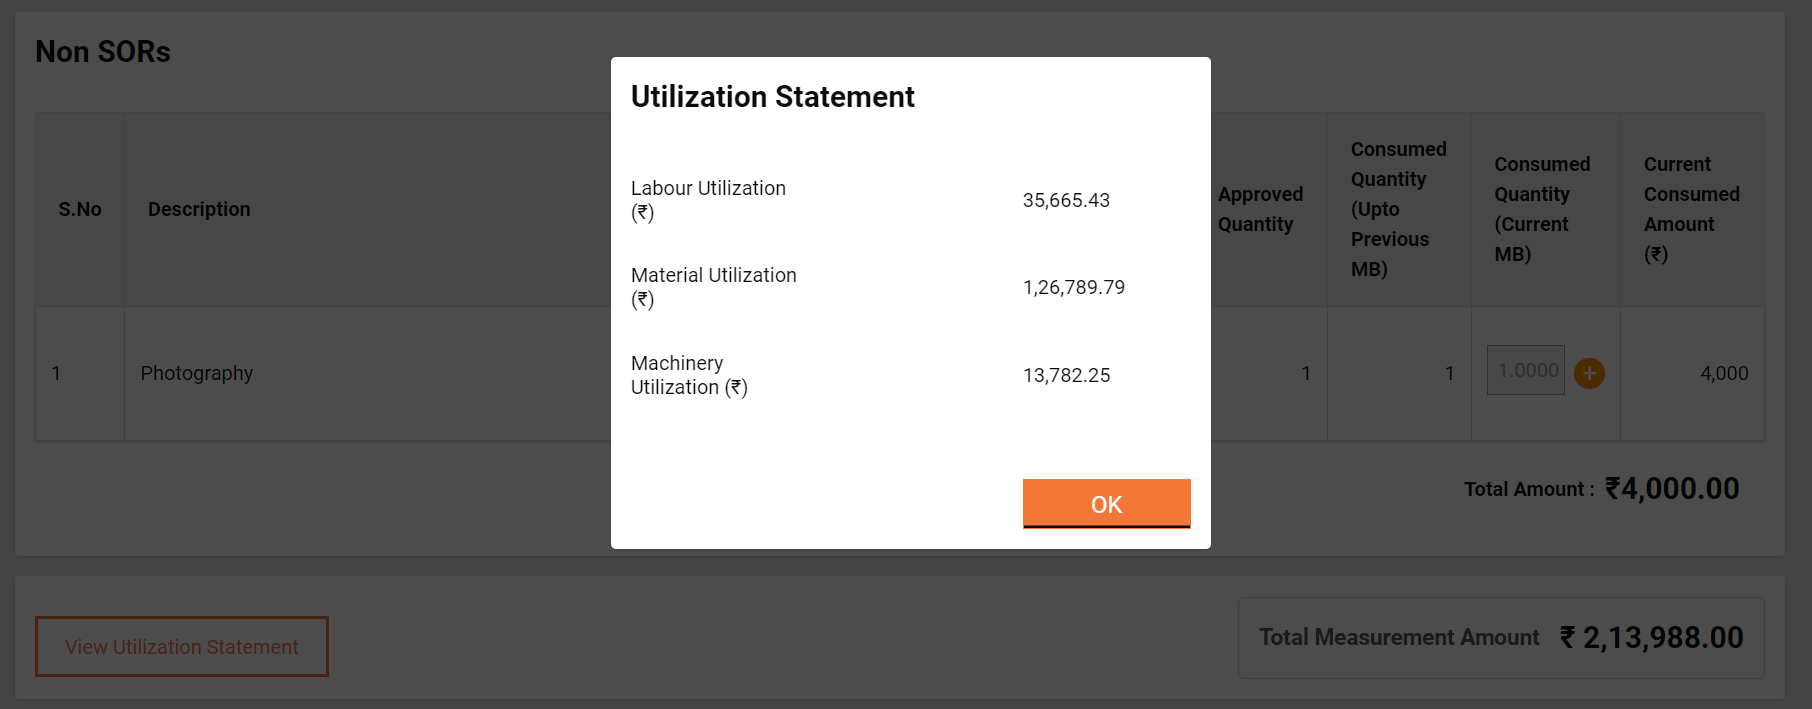 Non SORs
Utilization Statement
S.No
Description
Approved
Quantity
Consumed
Quantity
(Upto
Previous
MB)
Consumed
Quantity
(Current
MB)
Current
Consumed
Amount
(₹)
Labour Utilization
(₹)
35,665.43
Material Utilization
(₹)
1,26,789.79
Machinery
Utilization (₹)
13,782.25
OK
1
Photography
1
1
1.0000
+
4,000
Total Amount : ₹4,000.00
View Utilization Statement
Total Measurement Amount ₹ 2,13,988.00